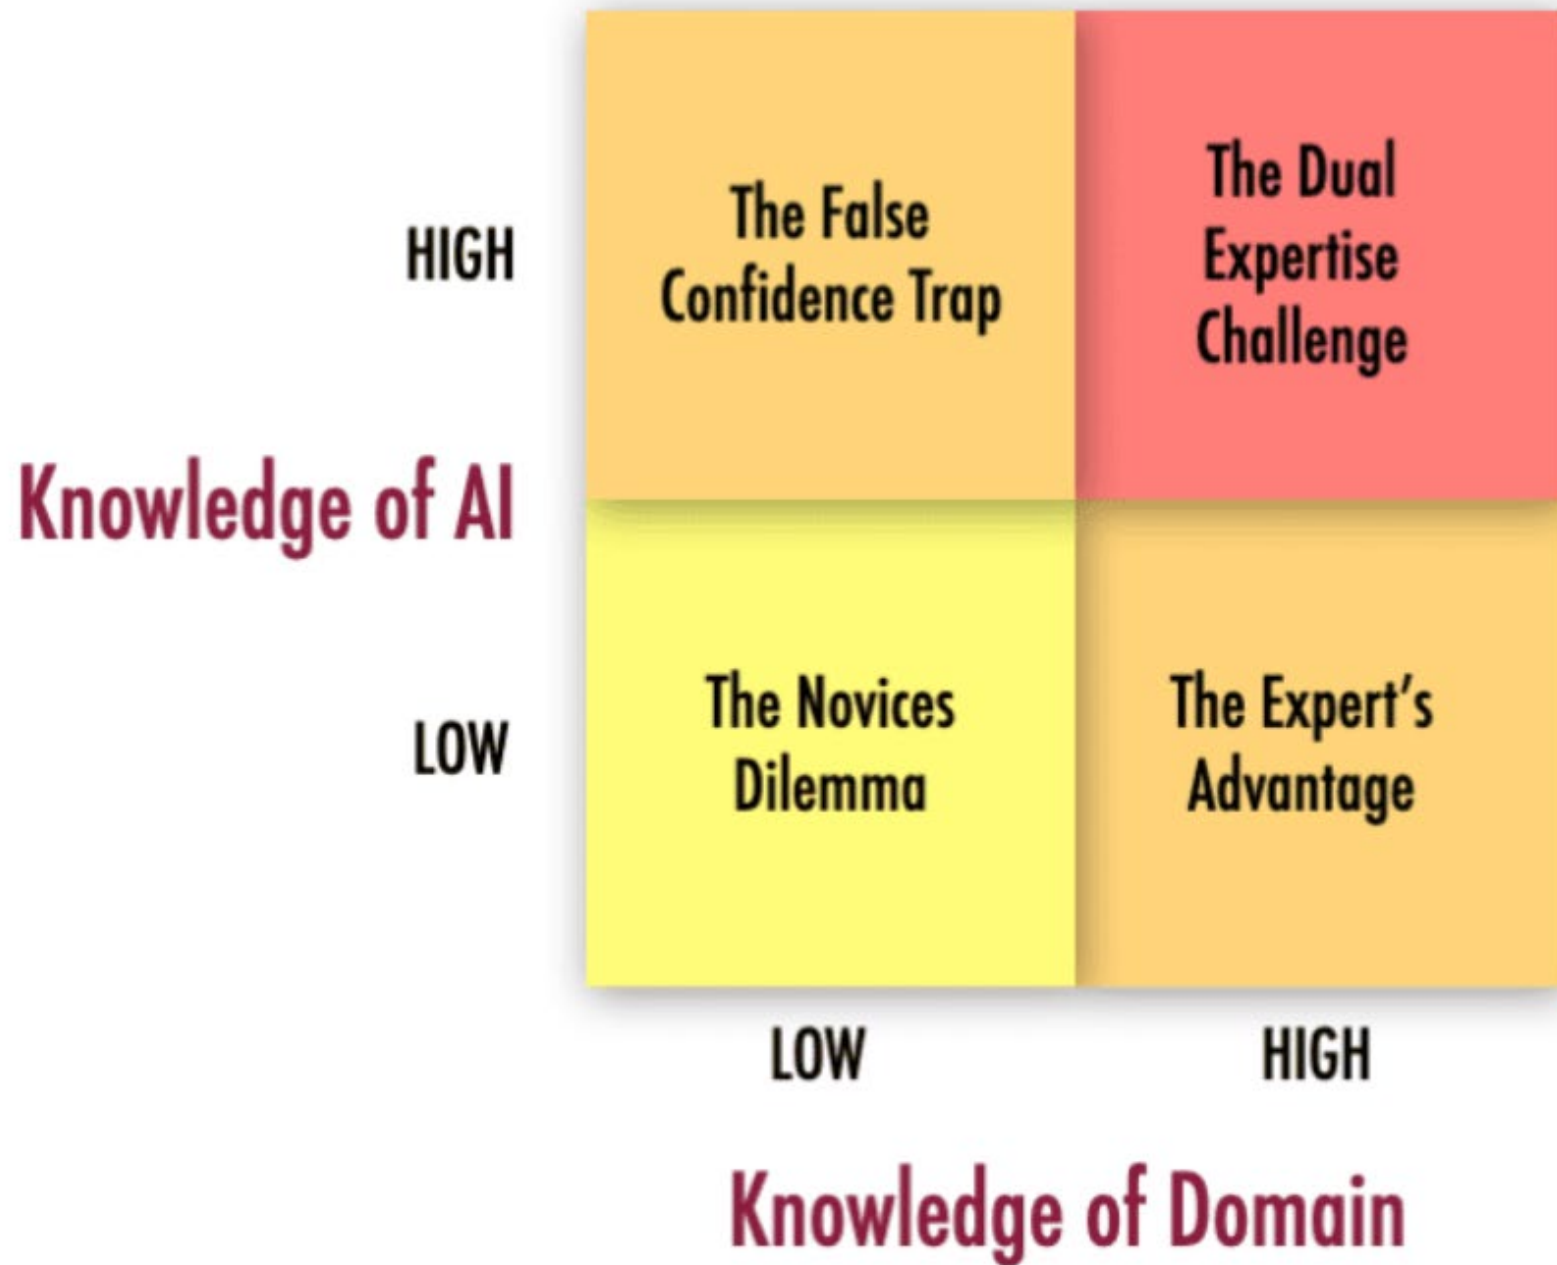 The False
Confidence Trap
The Dual
Expertise
Challenge
HIGH
Knowledge of AI
The Novices
Dilemma
The Expert’s
Advantage
LOW
LOW
HIGH
Knowledge of Domain